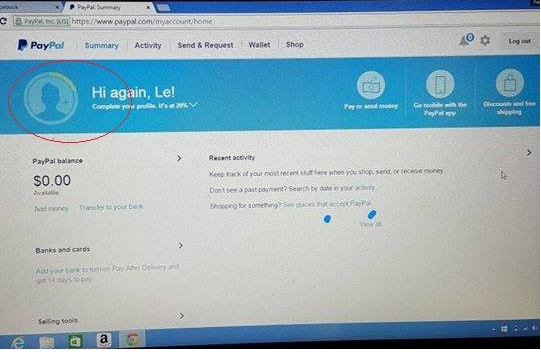 cebook
PayPal: Summary
PayPal, Inc. [US] https://www.paypal.com/myaccount/home
PayPal Summary Activity Send & Request Wallet Shop Log out
Hi again, Le!
Complete your profile. It's at 20%
Pay or send money
Go mobile with the
PayPal app
Discounts and free
shipping
PayPal balance
$0.00
Available
Add money Transfer to your bank
Banks and cards
Add your bank to turn on Pay After Delivery and
get 14 days to pay
Selling tools
Recent activity
Keep track of your most recent stuff here when you shop, send, or receive money.
Don't see a past payment? Search by date in your activity.
Shopping for something? See places that accept PayPal.
View all
a